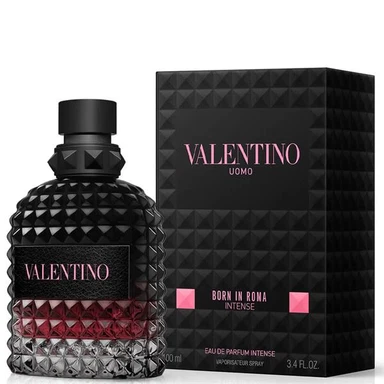 VALENTINO
VALENTINO
UOMO
BORN IN ROMA
INTENSE
EAU DE PARFUM INTENSE
VAPORISATEUR SPRAY
3.4 FL.OZ.